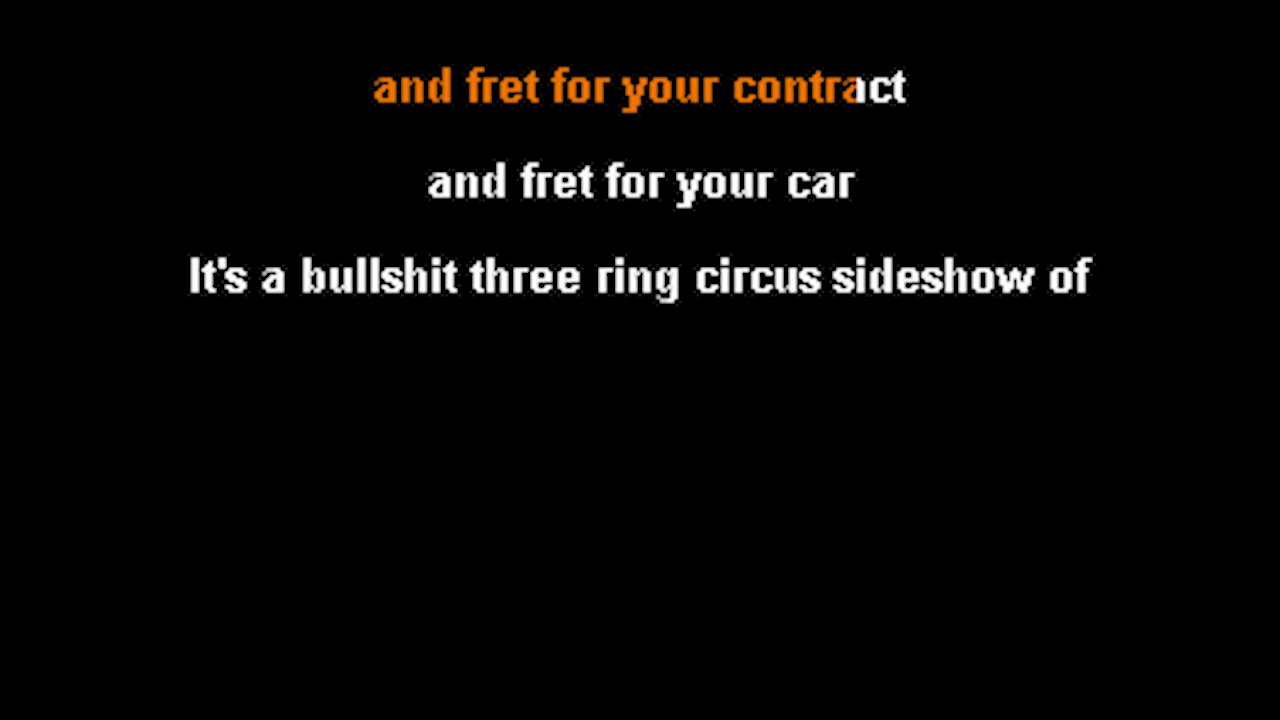 and fret for your contract
and fret for your car
It's a bullshit three ring circus sideshow of